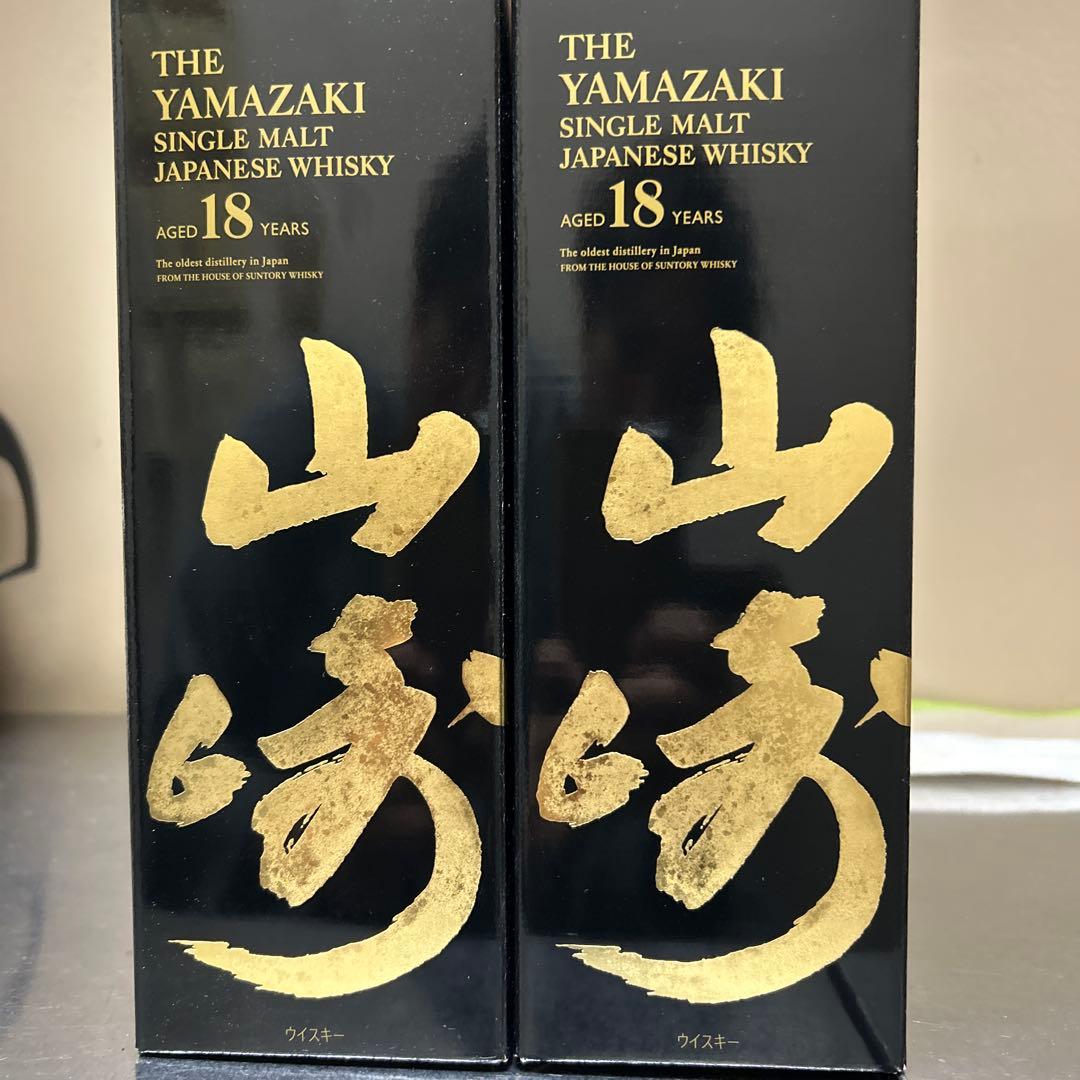 THE
YAMAZAKI
SINGLE MALT
JAPANESE WHISKY
AGED 18 YEARS
The oldest distillery in Japan
FROM THE HOUSE OF SUNTORY WHISKY
山
崎
ウイスキー
THE
YAMAZAKI
SINGLE MALT
JAPANESE WHISKY
AGED 18 YEARS
The oldest distillery in Japan
FROM THE HOUSE OF SUNTORY WHISKY
山
崎
ウイスキー